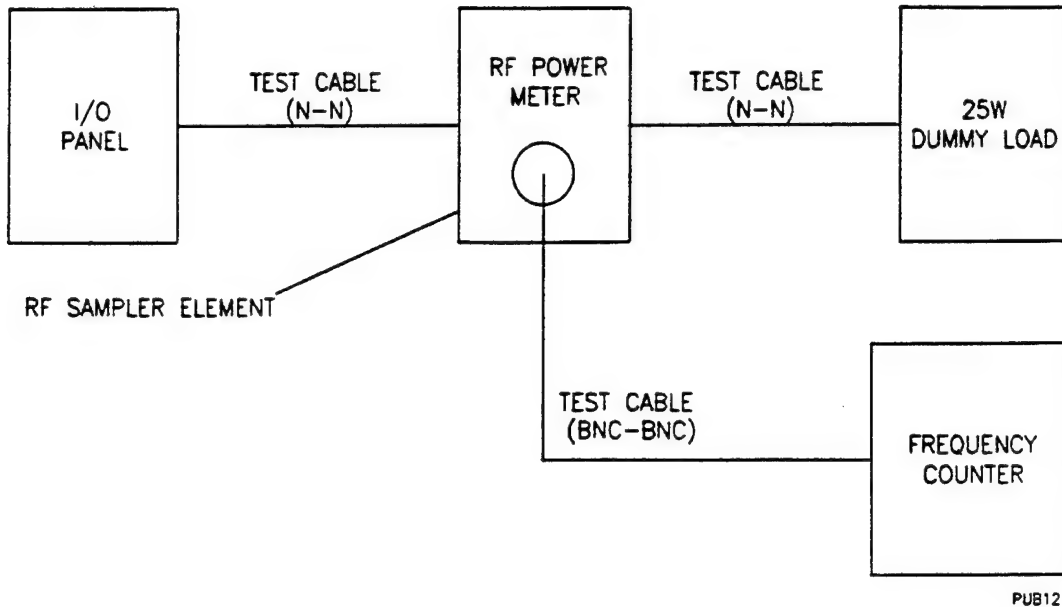 I/O
PANEL
TEST CABLE
(N-N)
RF POWER
METER
TEST CABLE
(N-N)
25W
DUMMY LOAD
RF SAMPLER ELEMENT
TEST CABLE
(BNC-BNC)
FREQUENCY
COUNTER
PUB12